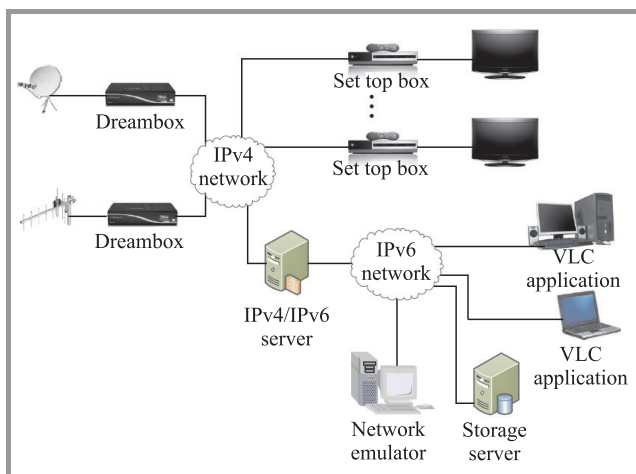 Set top box
Dreambox
IPv4
network
Set top box
Dreambox
IPv6
network
VLC
application
IPv4/IPv6
server
VLC
application
Network
emulator
Storage
server